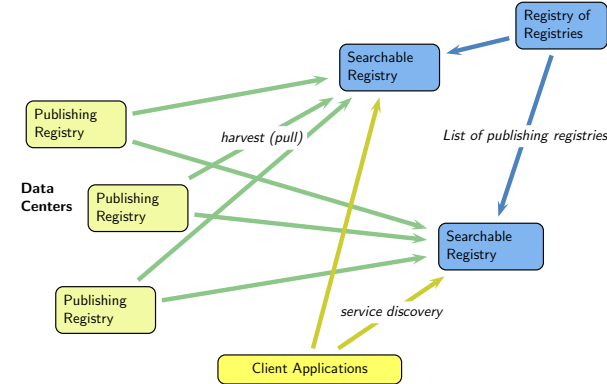 Registry of
Registries
Searchable
Registry
Publishing
Registry
harvest (pull)
List of publishing registries
Data
Centers
Publishing
Registry
Searchable
Registry
Publishing
Registry
service discovery
Client Applications